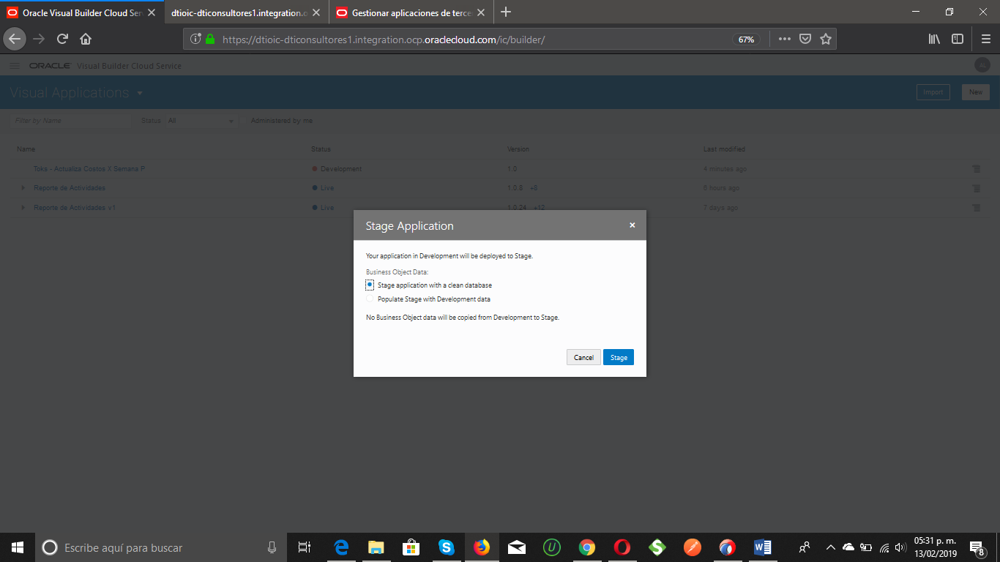 Oracle Visual Builder Cloud Ser
dtioic-dticonsultores1.integration.o
Gestionar aplicaciones de terce
https://dtioic-dticonsultores1.integration.ocp.oraclecloud.com/ic/builder/
67%
ORACLE Visual Builder Cloud Service
Visual Applications
Import
New
Filter by Name
Status
All
Administered by me
Name
Status
Version
Last modified
Toks - Actualiza Costos X Semana P
Development
1.0
4 minutes ago
Reporte de Actividades
Live
1.0.8 +8
6 hours ago
Reporte de Actividades v1
Live
1.0.24 +12
7 days ago
Stage Application
Your application in Development will be deployed to Stage.
Business Object Data:
Stage application with a clean database
Populate Stage with Development data
No Business Object data will be copied from Development to Stage.
Cancel
Stage
Escribe aquí para buscar
05:31 p. m.
13/02/2019
8